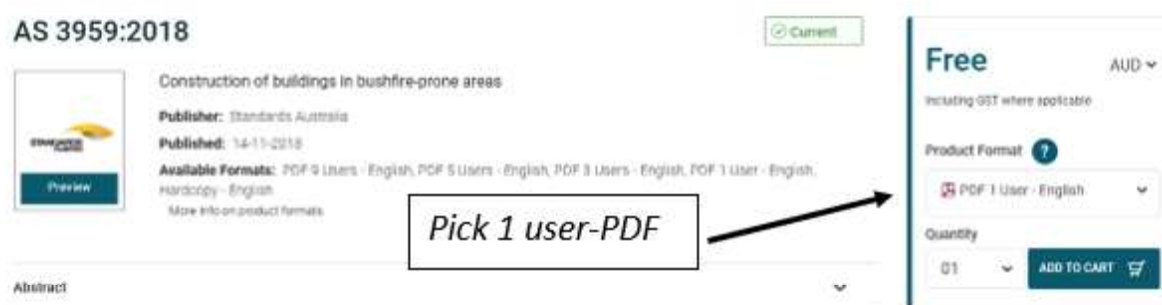 AS 3959:2018
Current
Construction of buildings in bushfire-prone areas
Publisher: Standards Australia
Published: 14-11-2018
Available Formats: PDF 9 Users - English, PDF 5 Users - English, PDF 3 Users - English, PDF 1 User - English,
Hardcopy - English
More info on product formats
Preview
Pick 1 user-PDF
Abstract
Free
AUD
Including GST where applicable
Product Format ?
PDF 1 User - English
Quantity
01
ADD TO CART